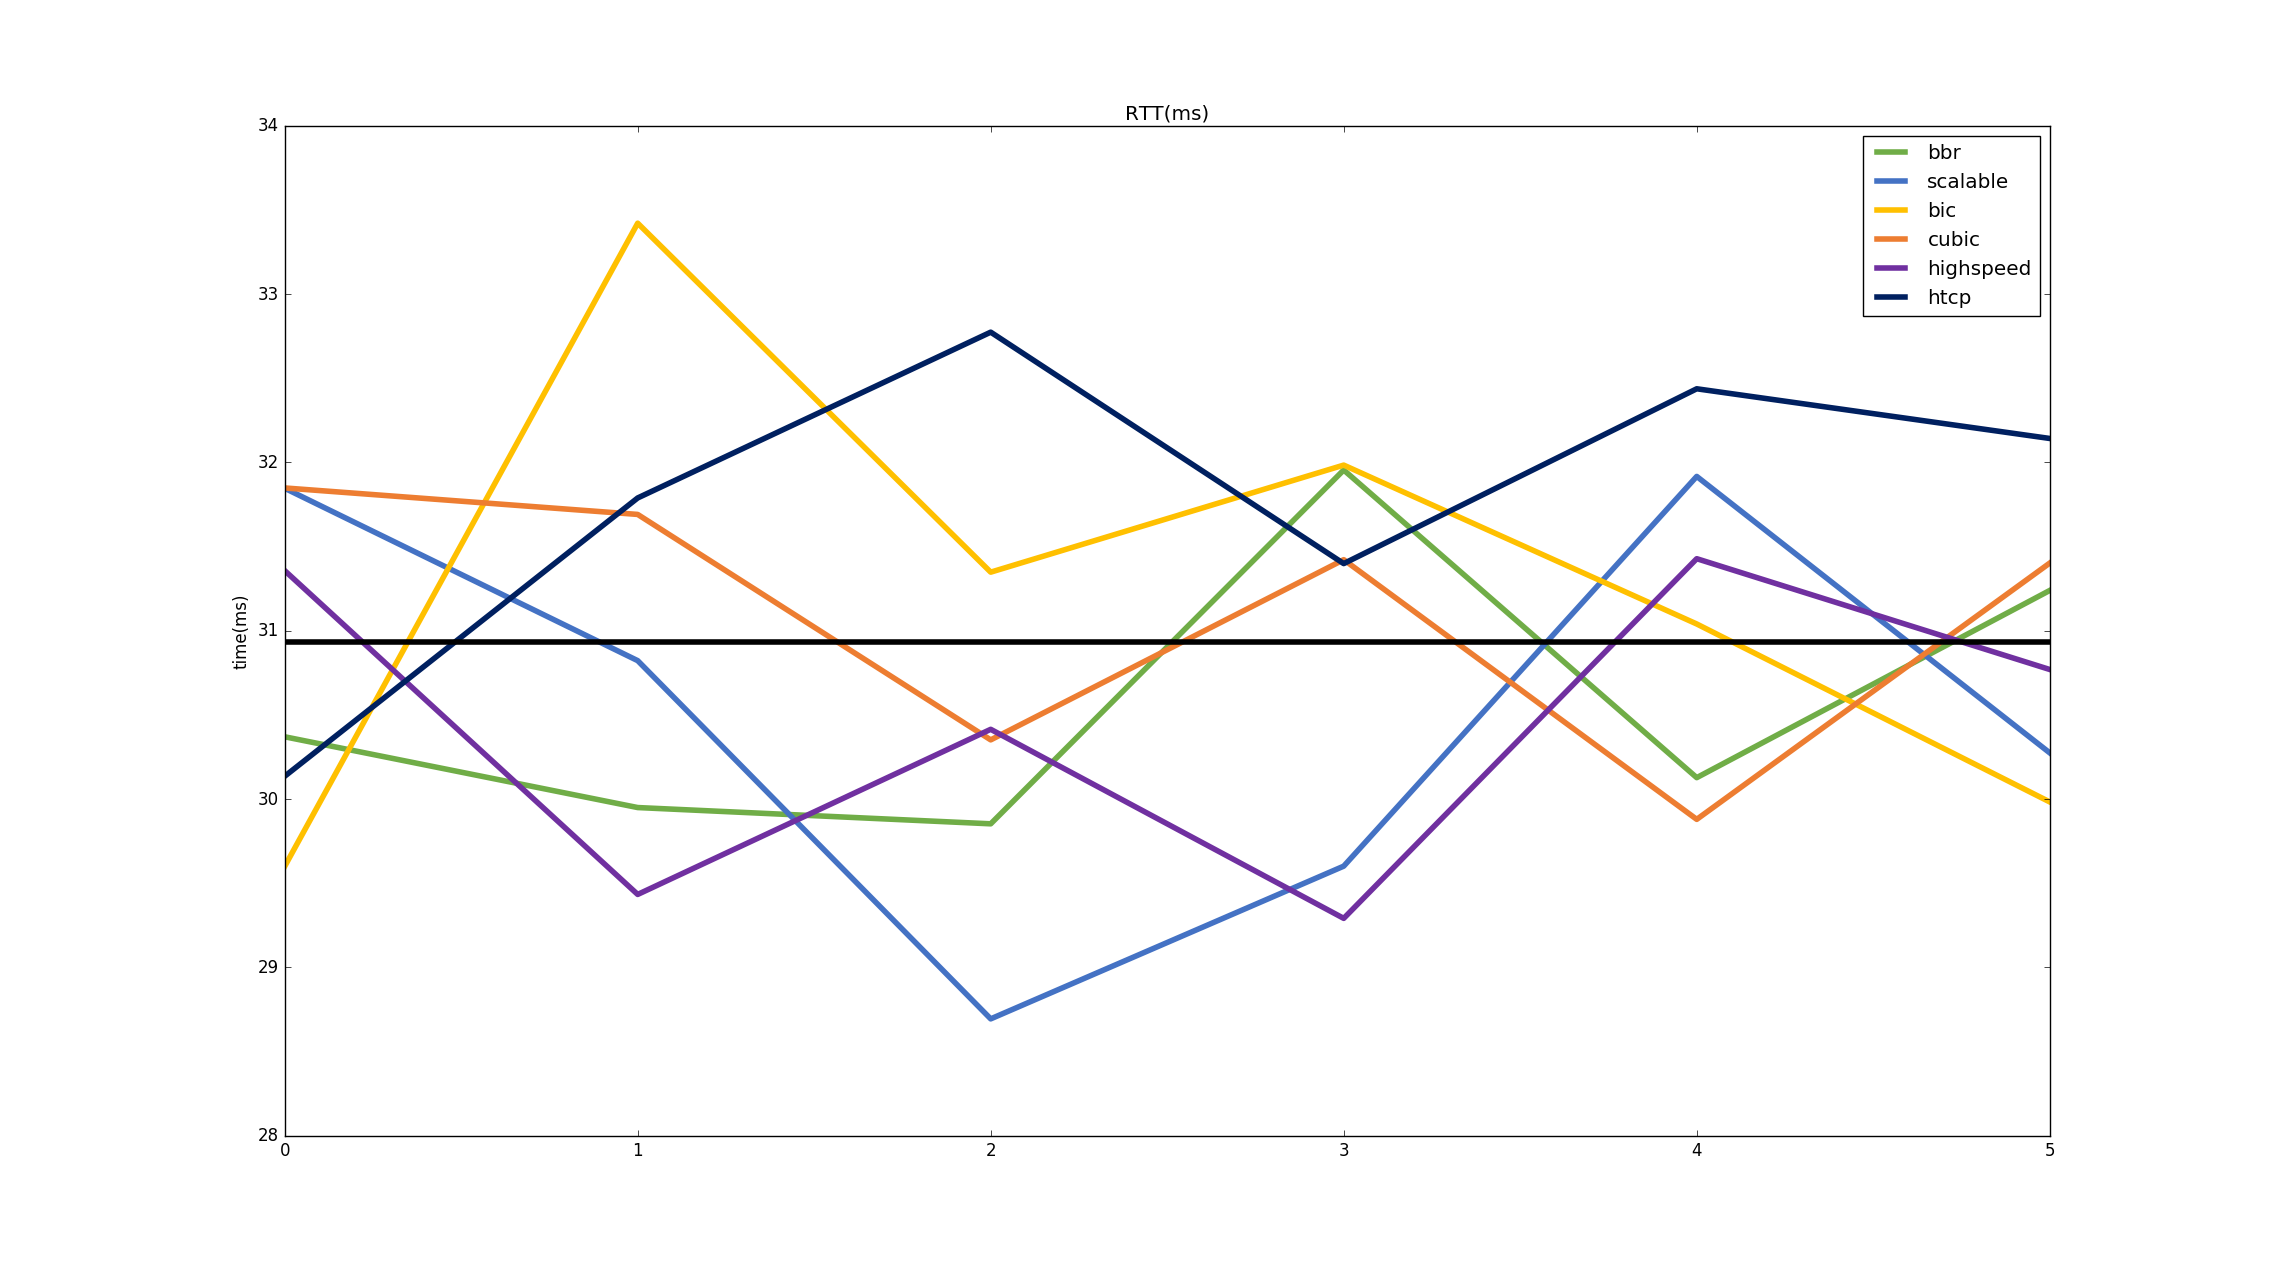 RTT(ms)
34
33
32
31
30
29
28
time(ms)
0 1 2 3 4 5
bbr
scalable
bic
cubic
highspeed
htcp